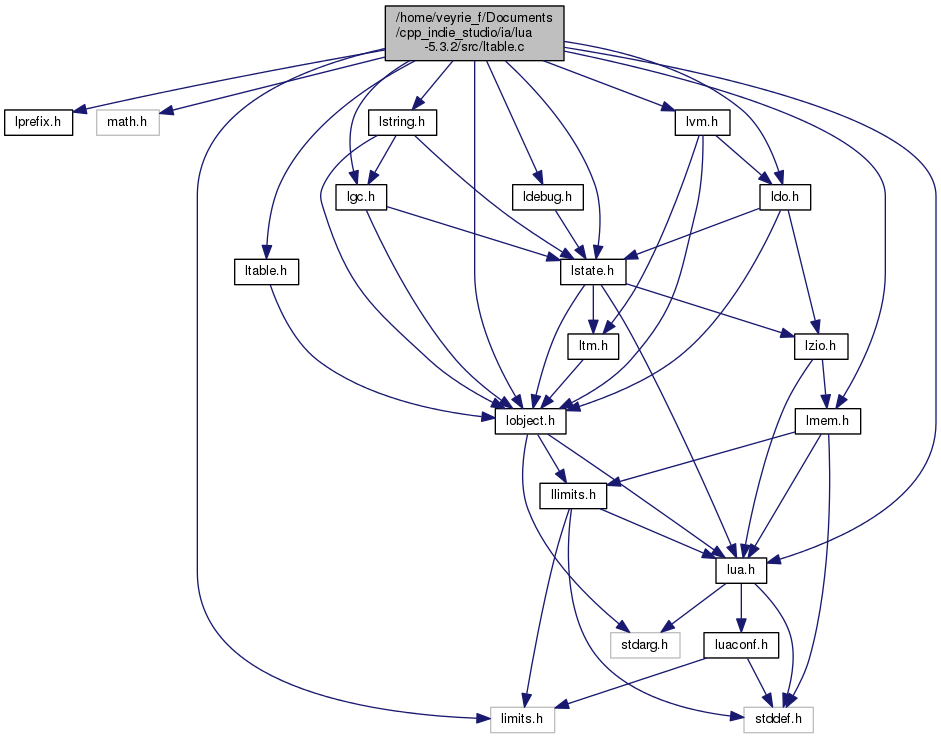 /home/veyrie_f/Documents
/cpp_indie_studio/ia/lua
-5.3.2/src/ltable.c
lprefix.h
math.h
lstring.h
lvm.h
lgc.h
ldebug.h
ldo.h
ltable.h
lstate.h
ltm.h
lzio.h
lobject.h
lmem.h
llimits.h
lua.h
stdarg.h
luaconf.h
limits.h
stddef.h